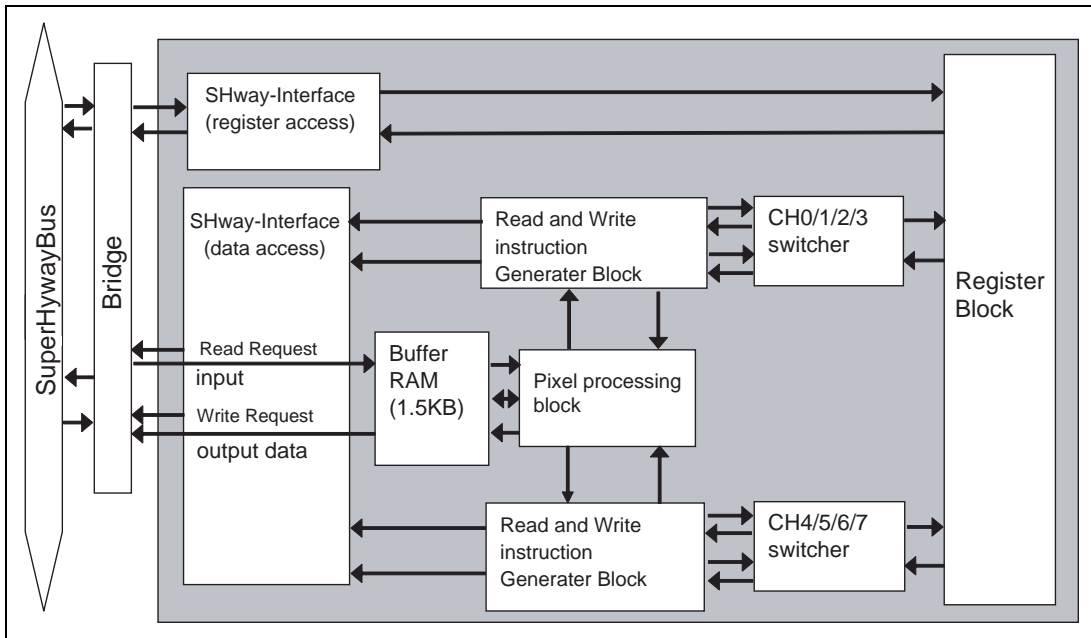 SuperHywayBus
Bridge
SHway-Interface
(register access)
SHway-Interface
(data access)
Read and Write
instruction
Generater Block
CH0/1/2/3
switcher
Register
Block
Read Request
input
Write Request
output data
Buffer
RAM
(1.5KB)
Pixel processing
block
Read and Write
instruction
Generater Block
CH4/5/6/7
switcher